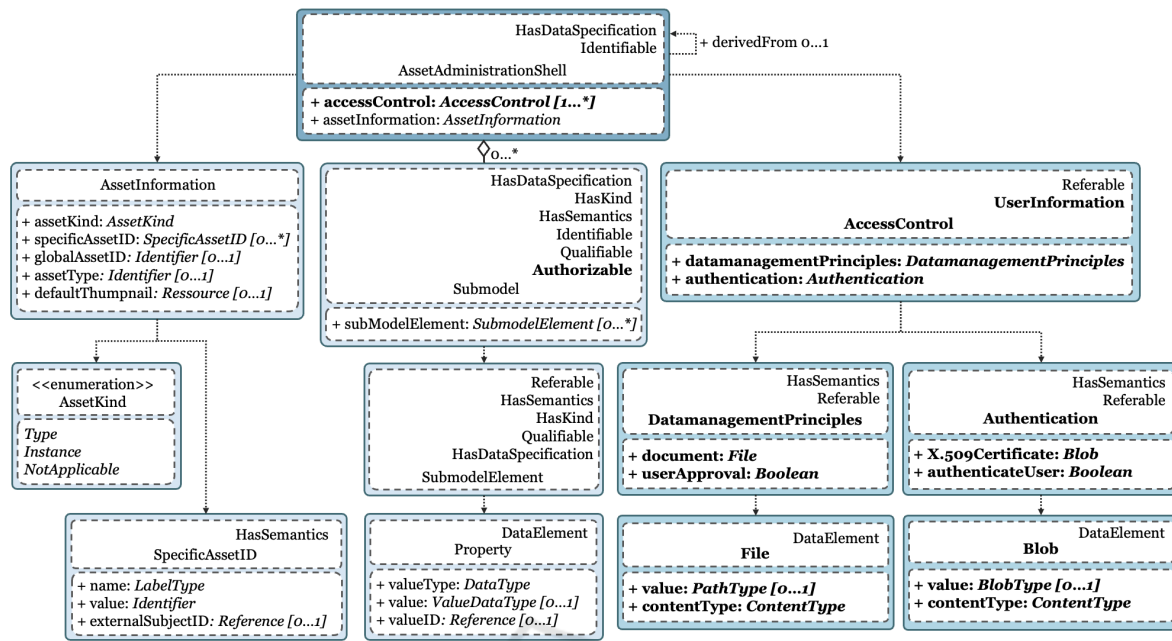 HasDataSpecification
Identifiable
+ derivedFrom 0...1
AssetAdministrationShell
+ accessControl: AccessControl [1...*]
+ assetInformation: AssetInformation
0...*
AssetInformation
+ assetKind: AssetKind
+ specificAssetID: SpecificAssetID [0...*]
+ globalAssetID: Identifier [0...1]
+ assetType: Identifier [0...1]
+ defaultThumpnail: Ressource [0...1]
HasDataSpecification
HasKind
HasSemantics
Identifiable
Qualifiable
Authorizable
Submodel
+ subModelElement: SubmodelElement [0...*]
Referable
UserInformation
AccessControl
+ datamanagementPrinciples: DatamanagementPrinciples
+ authentication: Authentication
<<enumeration>>
AssetKind
Type
Instance
NotApplicable
Referable
HasSemantics
HasKind
Qualifiable
HasDataSpecification
SubmodelElement
HasSemantics
Referable
DatamanagementPrinciples
+ document: File
+ userApproval: Boolean
HasSemantics
Referable
Authentication
+ X.509Certificate: Blob
+ authenticateUser: Boolean
HasSemantics
SpecificAssetID
+ name: LabelType
+ value: Identifier
+ externalSubjectID: Reference [0...1]
DataElement
Property
+ valueType: DataType
+ value: ValueDataType [0...1]
+ valueID: Reference [0...1]
DataElement
File
+ value: PathType [0...1]
+ contentType: ContentType
DataElement
Blob
+ value: BlobType [0...1]
+ contentType: ContentType